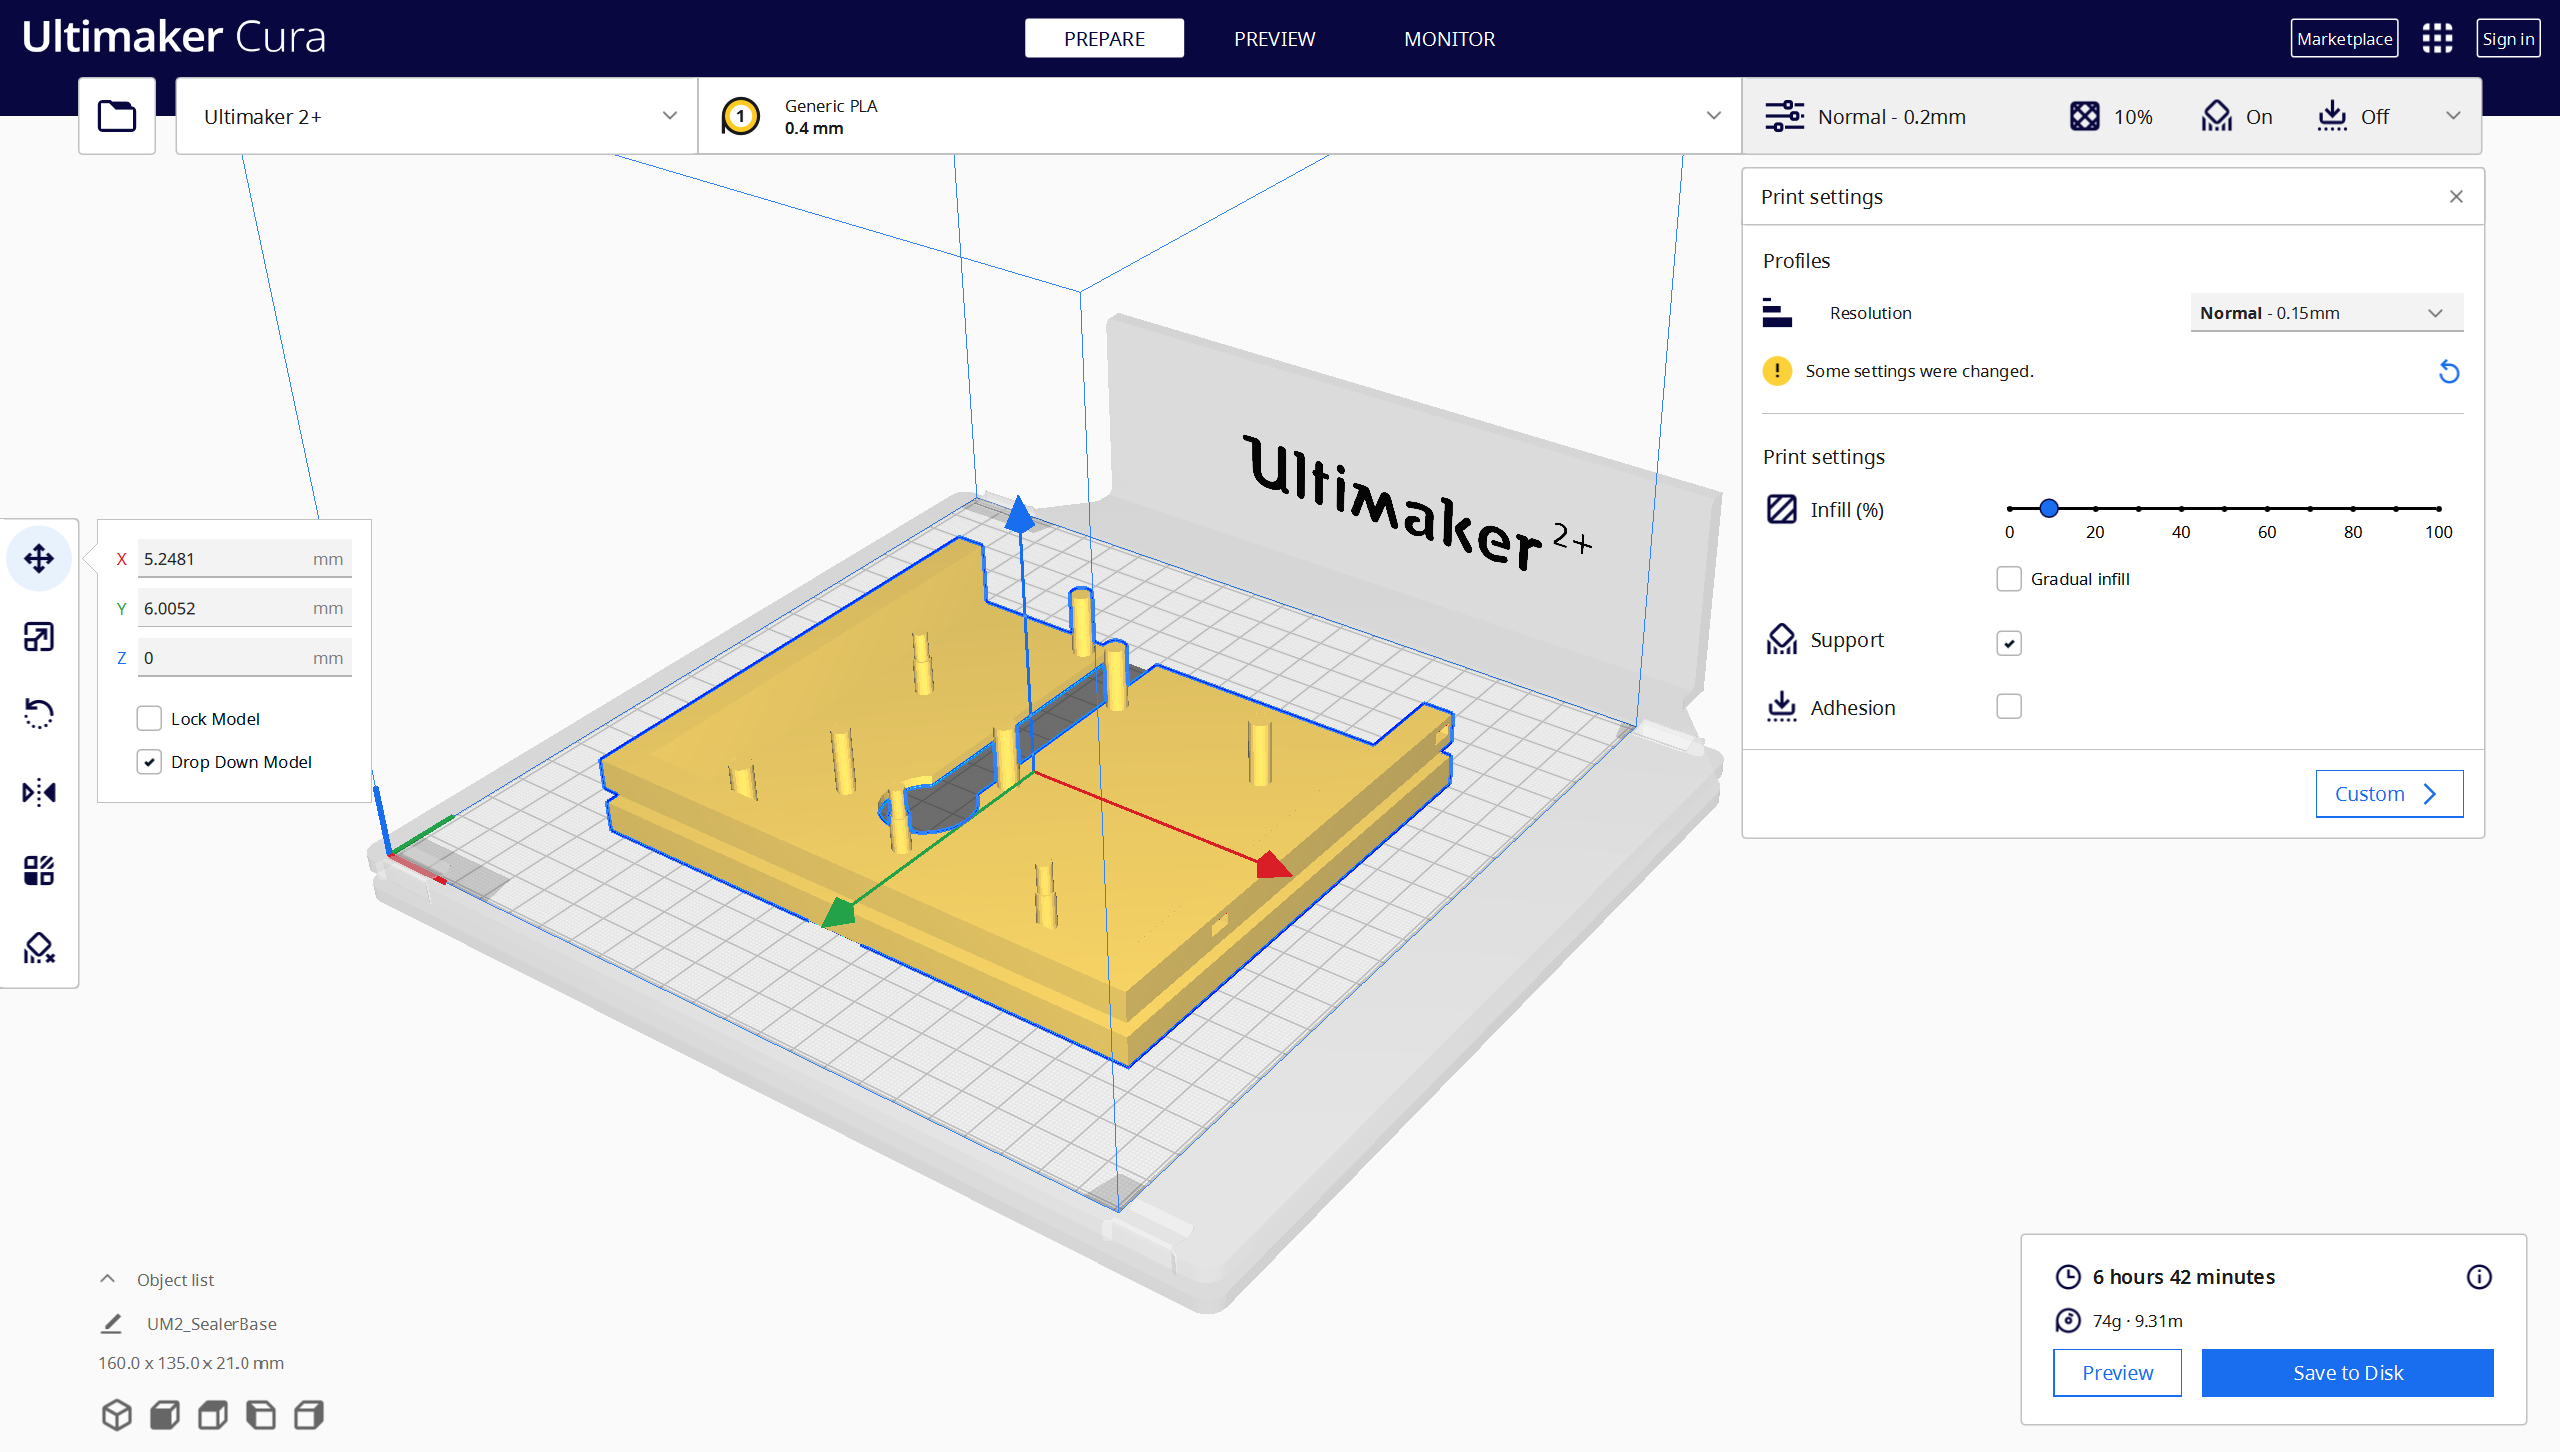 Ultimaker Cura
PREPARE
PREVIEW
MONITOR
Marketplace
Sign in
Ultimaker 2+
1
Generic PLA
0.4 mm
Normal - 0.2mm
10%
On
Off
Print settings
Profiles
Resolution
Normal - 0.15mm
! Some settings were changed.
Print settings
Infill (%)
0 20 40 60 80 100
Gradual infill
Support
Adhesion
Custom
X 5.2481 mm
Y 6.0052 mm
Z 0 mm
Lock Model
Drop Down Model
Ultimaker 2+
Object list
UM2_SealerBase
160.0 x 135.0 x 21.0 mm
6 hours 42 minutes
74g · 9.31m
Preview
Save to Disk